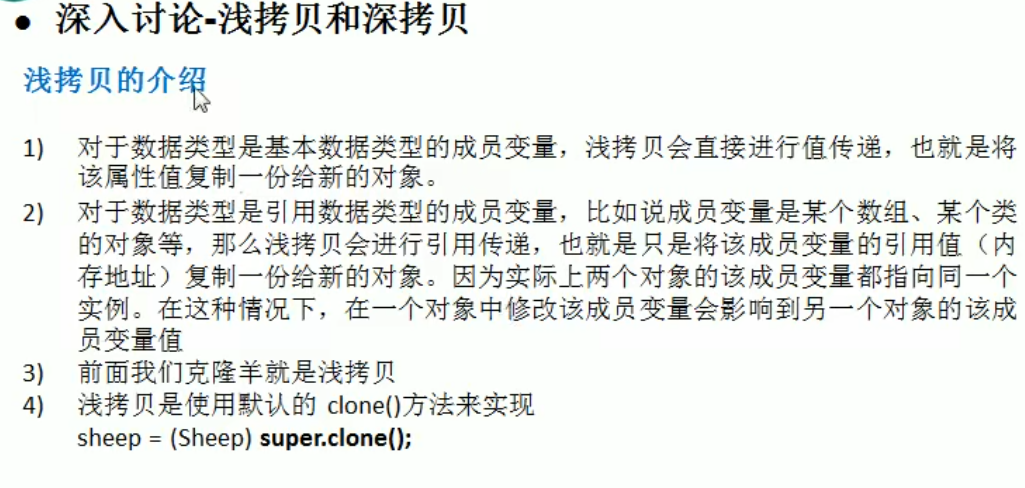 ● 深入讨论-浅拷贝和深拷贝
浅拷贝的介绍
1) 对于数据类型是基本数据类型的成员变量，浅拷贝会直接进行值传递，也就是将
该属性值复制一份给新的对象。
2) 对于数据类型是引用数据类型的成员变量，比如说成员变量是某个数组、某个类
的对象等，那么浅拷贝会进行引用传递，也就是只是将该成员变量的引用值（内
存地址）复制一份给新的对象。因为实际上两个对象的该成员变量都指向同一个
实例。在这种情况下，在一个对象中修改该成员变量会影响到另一个对象的该成
员变量值
3) 前面我们克隆羊就是浅拷贝
4) 浅拷贝是使用默认的 clone()方法来实现
sheep = (Sheep) super.clone();